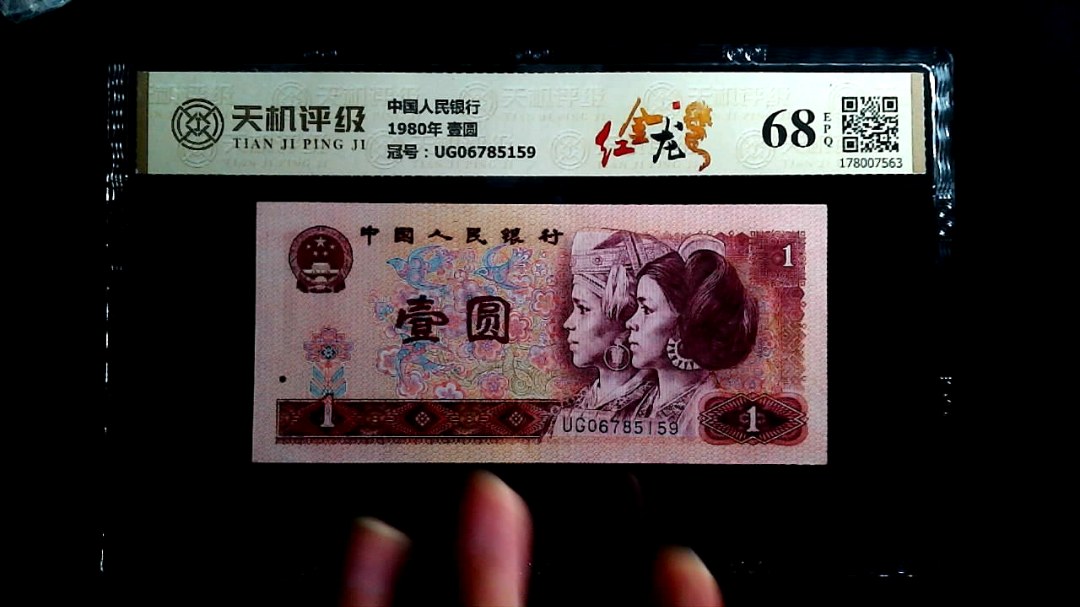 天机评级
TIAN JI PING JI
中国人民银行
1980年 壹圆
冠号：UG06785159
红金龙
68
EPQ
178007563
中国人民银行
1
壹圆
1
UG06785159
1